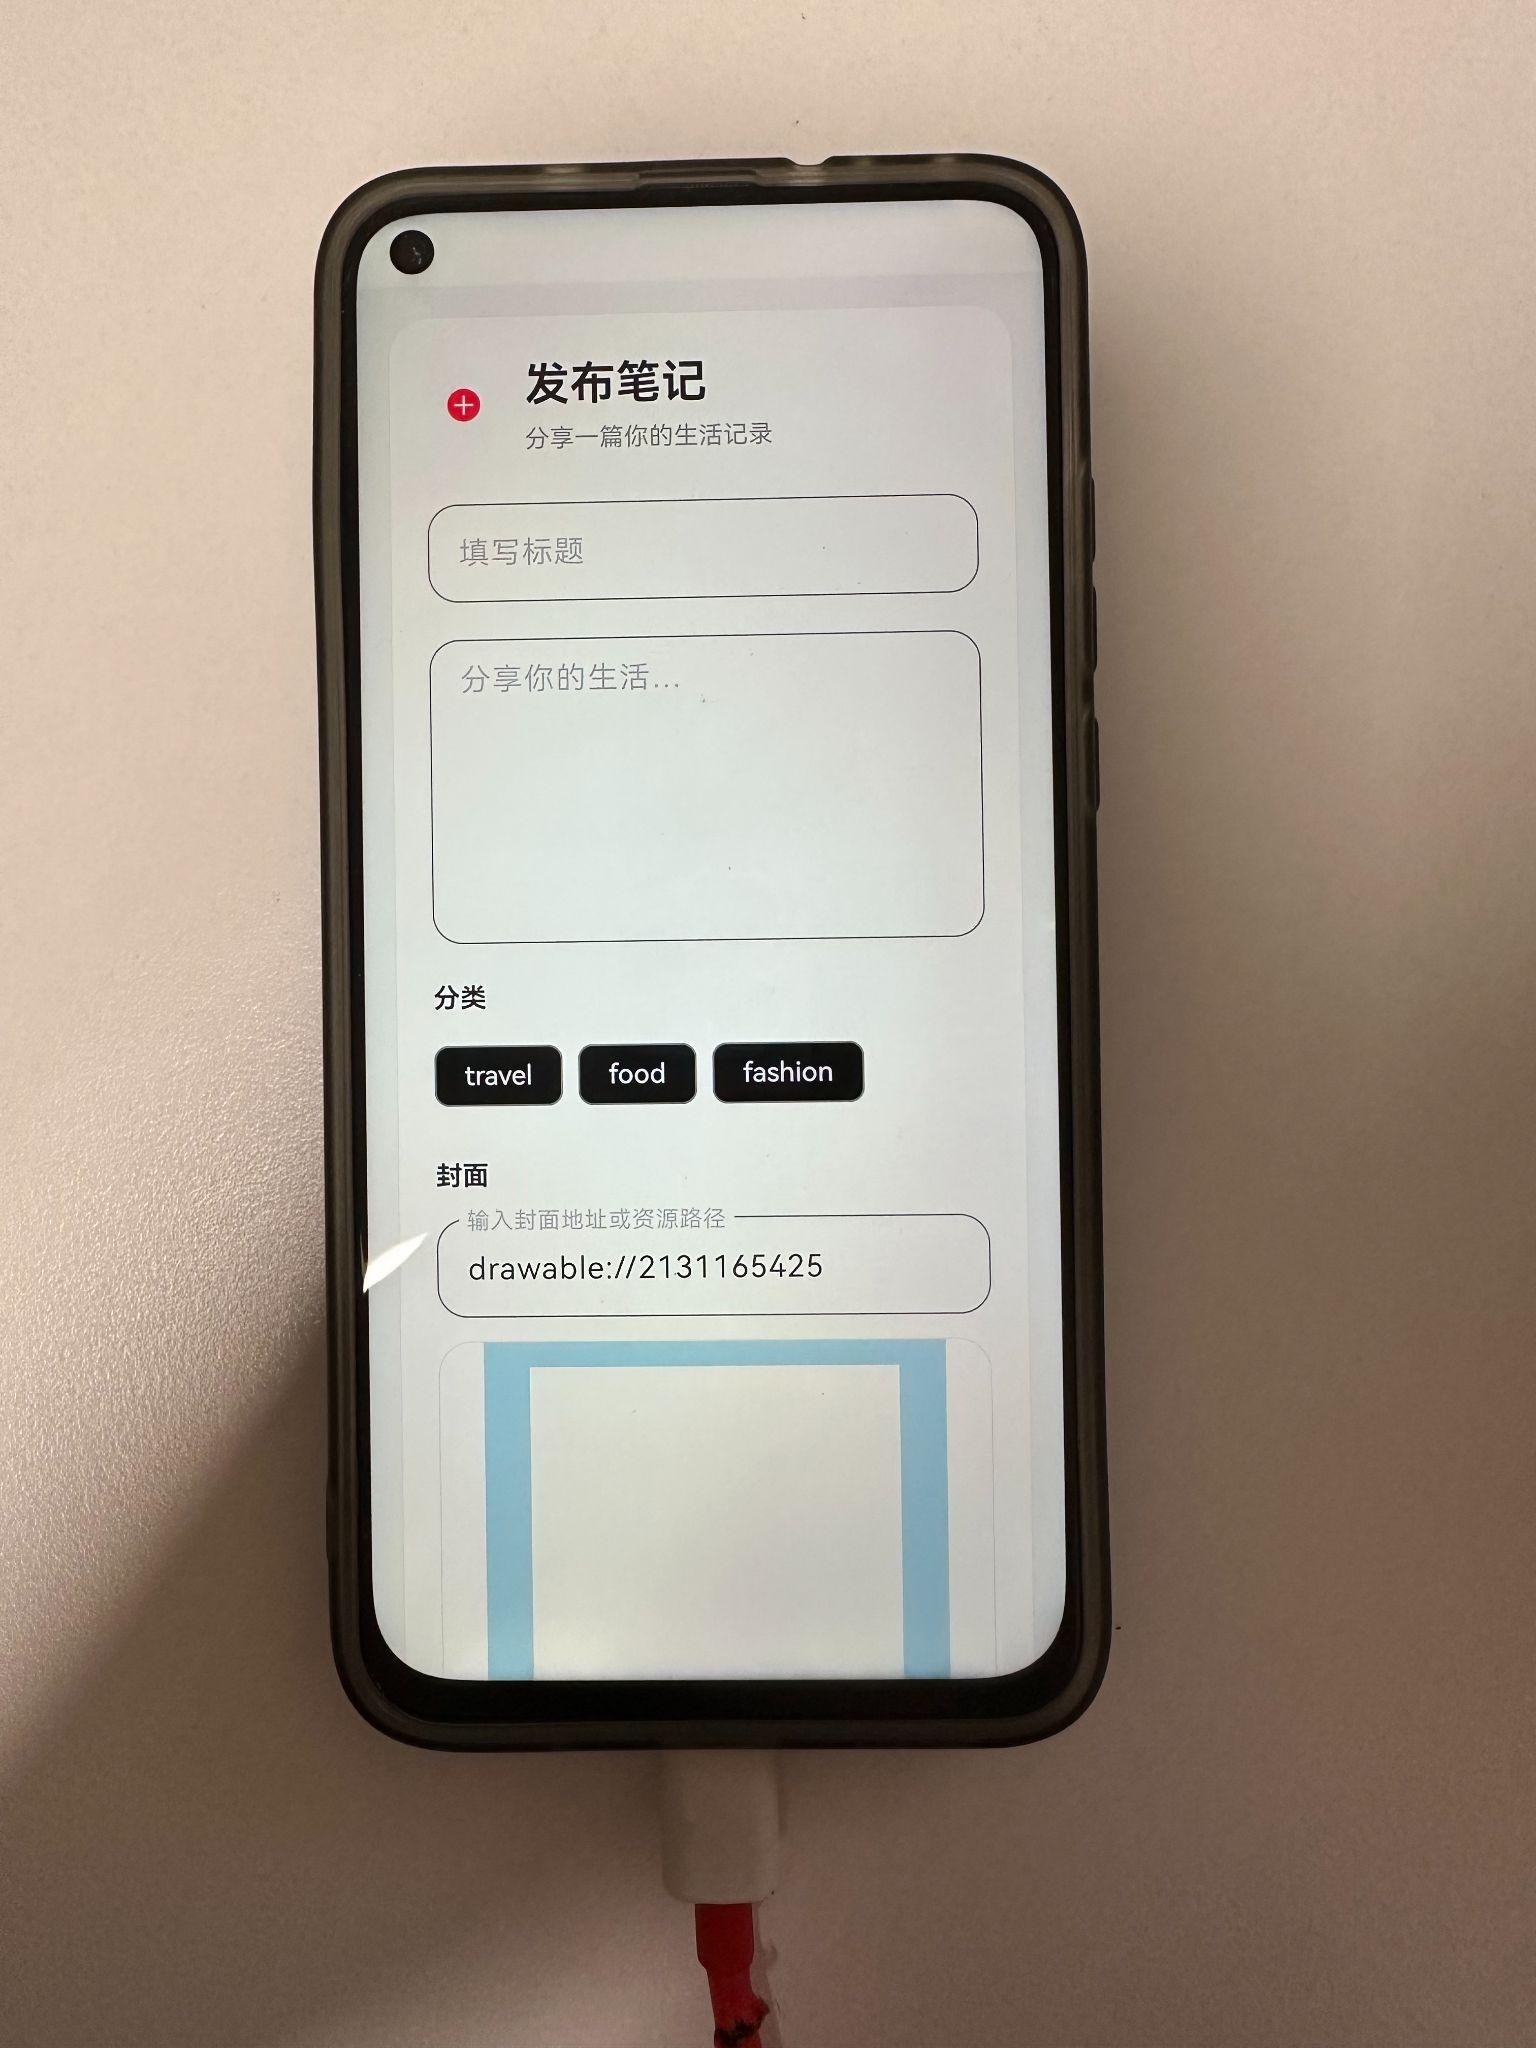 发布笔记
分享一篇你的生活记录
填写标题
分享你的生活...
分类
travel food fashion
封面
输入封面地址或资源路径
drawable://2131165425